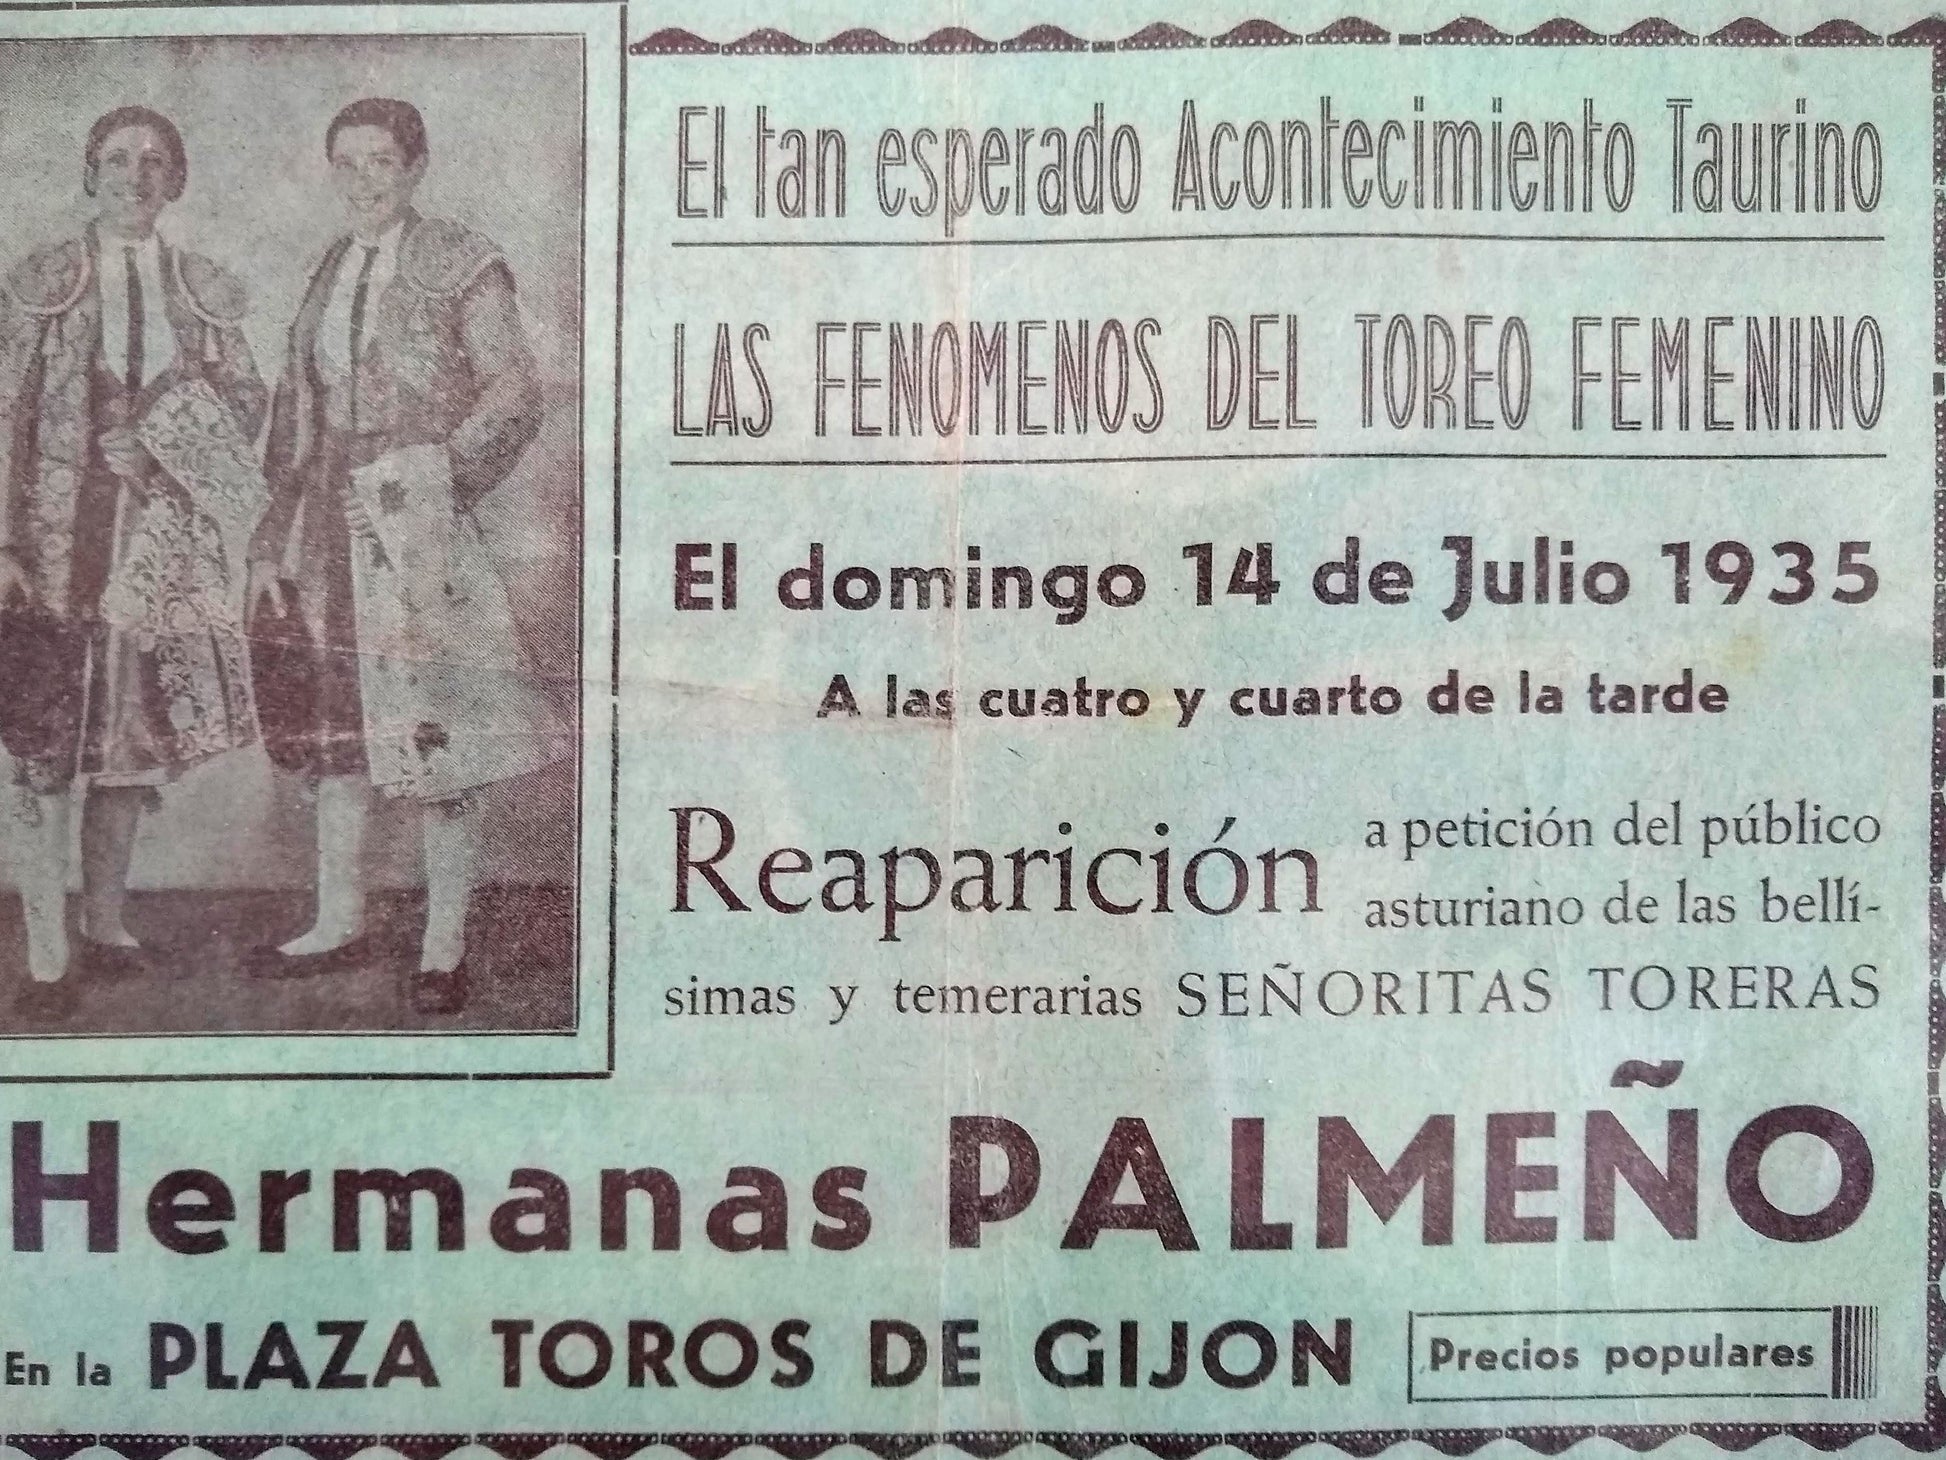 El tan esperado Acontecimiento Taurino
LAS FENOMENOS DEL TOREO FEMENINO
El domingo 14 de Julio 1935
A las cuatro y cuarto de la tarde
Reaparición a petición del público
asturiano de las bellí-
simas y temerarias SEÑORITAS TORERAS
Hermanas PALMEÑO
En la PLAZA TOROS DE GIJON Precios populares